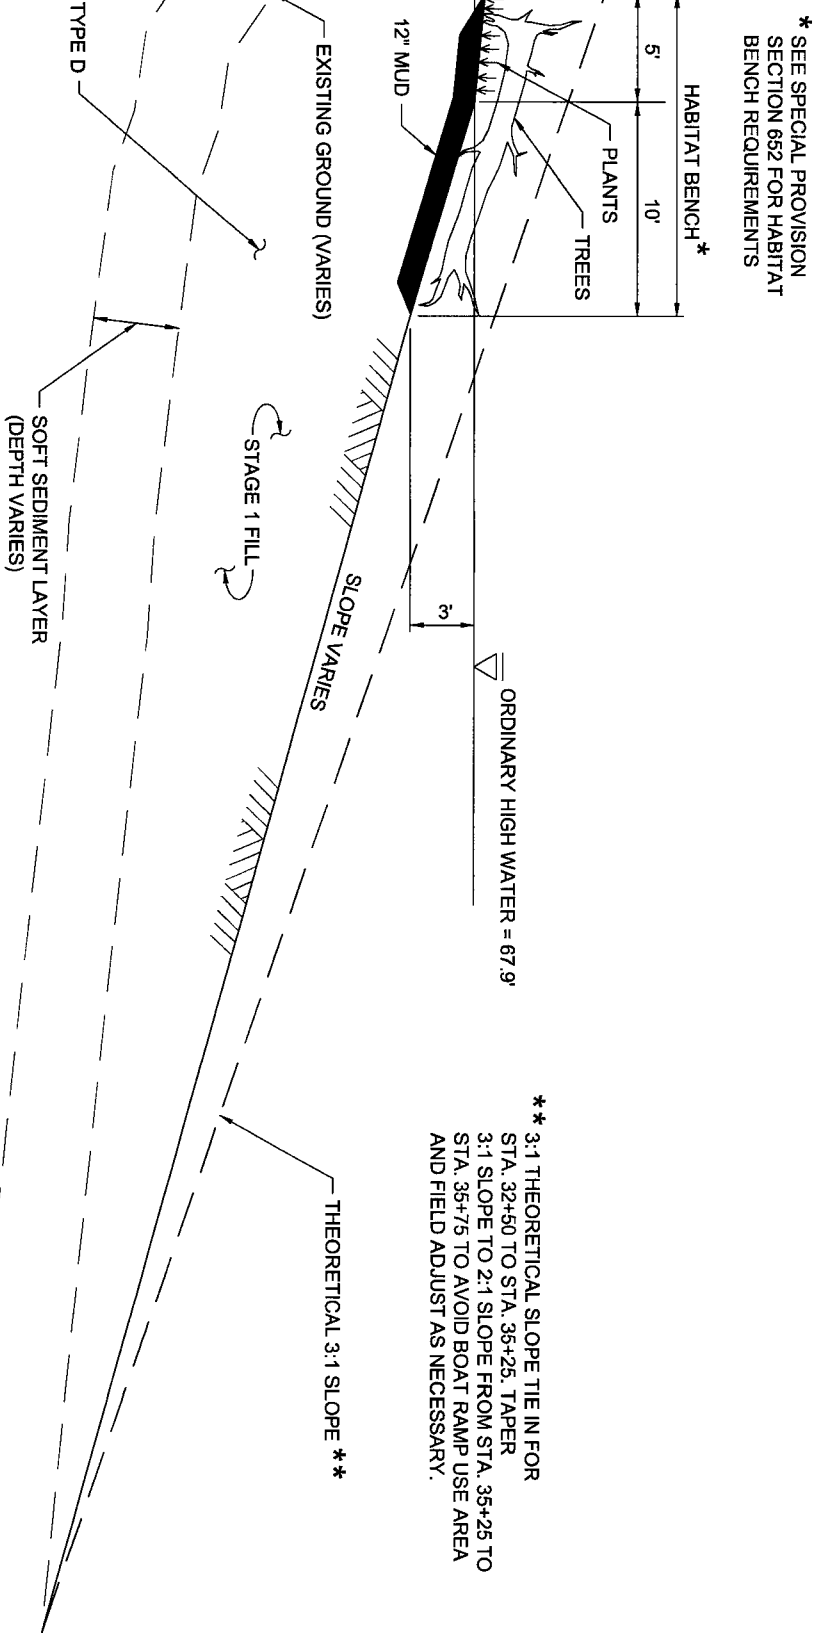 * SEE SPECIAL PROVISION
SECTION 652 FOR HABITAT
BENCH REQUIREMENTS
HABITAT BENCH*
5'
10'
PLANTS
TREES
12" MUD
EXISTING GROUND (VARIES)
TYPE D
SOFT SEDIMENT LAYER
(DEPTH VARIES)
STAGE 1 FILL
SLOPE VARIES
3'
ORDINARY HIGH WATER = 67.9'
** 3:1 THEORETICAL SLOPE TIE IN FOR
STA. 32+50 TO STA. 35+25. TAPER
3:1 SLOPE TO 2:1 SLOPE FROM STA. 35+25 TO
STA. 35+75 TO AVOID BOAT RAMP USE AREA
AND FIELD ADJUST AS NECESSARY.
THEORETICAL 3:1 SLOPE **